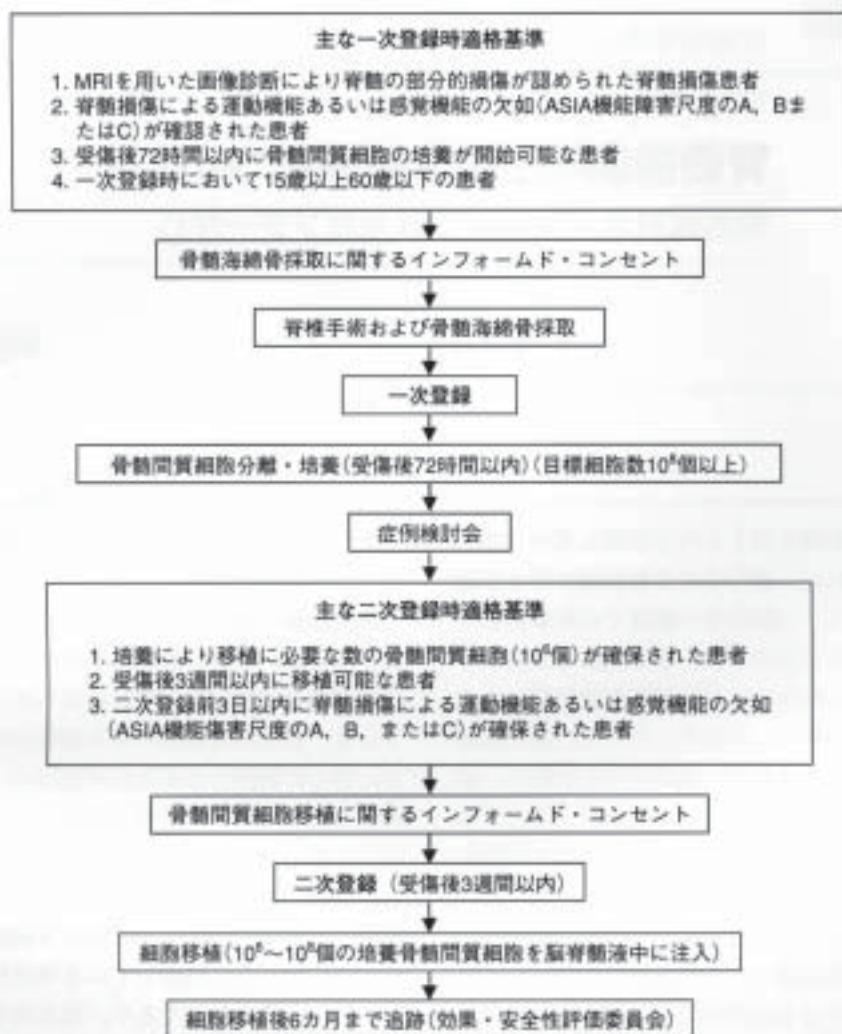 主な一次登録時適格基準
1. MRIを用いた画像診断により脊髄の部分的損傷が認められた脊髄損傷患者
2. 脊髄損傷による運動機能あるいは感覚機能の欠如(ASIA機能障害尺度のA, Bま
たはC)が確認された患者
3. 受傷後72時間以内に骨髄間質細胞の培養が開始可能な患者
4. 一次登録時において15歳以上60歳以下の患者
骨髄海綿骨採取に関するインフォームド・コンセント
脊椎手術および骨髄海綿骨採取
一次登録
骨髄間質細胞分離・培養(受傷後72時間以内)(目標細胞数10⁶個以上)
症例検討会
主な二次登録時適格基準
1. 培養により移植に必要な数の骨髄間質細胞(10⁶個)が確保された患者
2. 受傷後3週間以内に移植可能な患者
3. 二次登録前3日以内に脊髄損傷による運動機能あるいは感覚機能の欠如
(ASIA機能傷害尺度のA, B, またはC)が確保された患者
骨髄間質細胞移植に関するインフォームド・コンセント
二次登録(受傷後3週間以内)
細胞移植(10⁶〜10⁸個の培養骨髄間質細胞を脳脊髄液中に注入)
細胞移植後6カ月まで追跡(効果・安全性評価委員会)